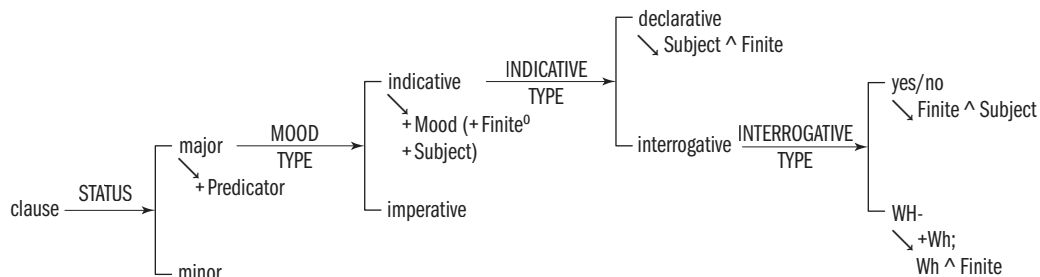 declarative
Subject ^ Finite
indicative
INDICATIVE
TYPE
yes/no
+ Mood (+ Finite⁰
+ Subject)
Finite ^ Subject
major
MOOD
TYPE
interrogative
INTERROGATIVE
TYPE
+ Predicator
clause
STATUS
imperative
WH-
+Wh;
Wh ^ Finite
minor